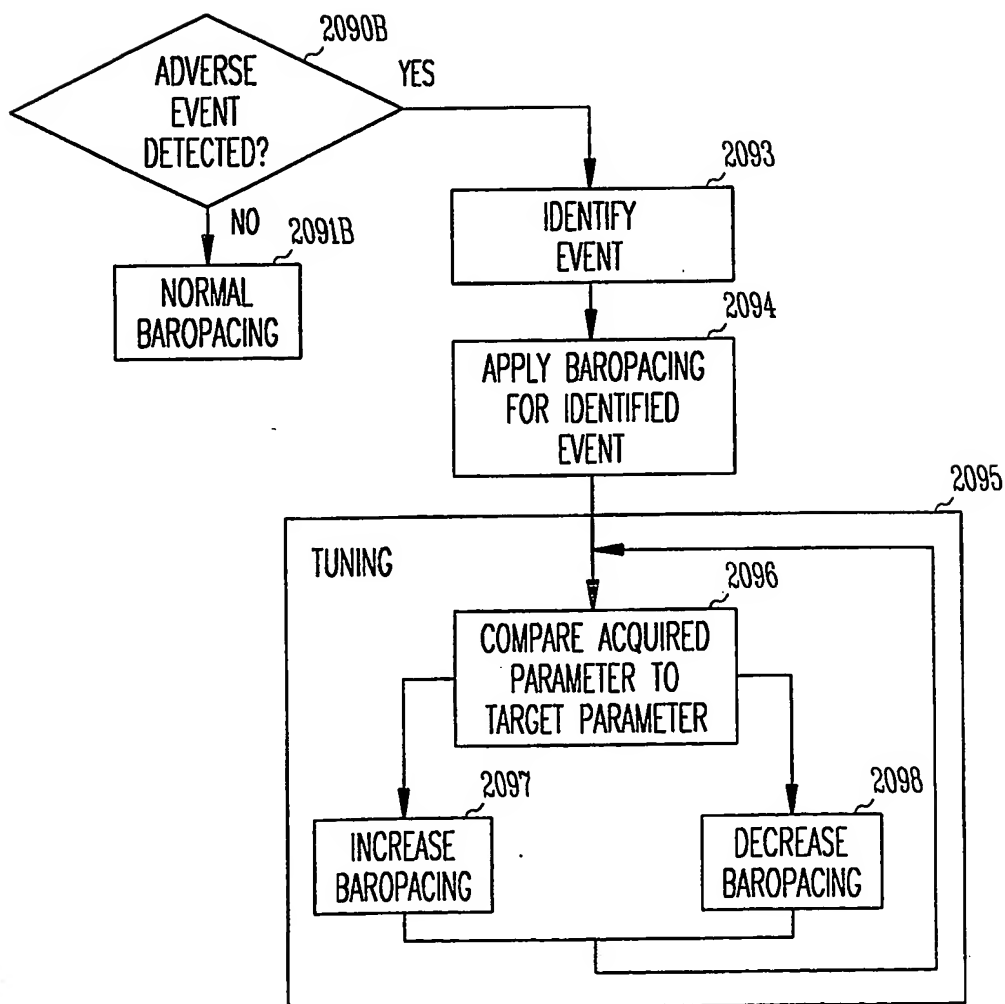 2090B
ADVERSE
EVENT
DETECTED?
YES
NO
2091B
NORMAL
BAROPACING
2093
IDENTIFY
EVENT
2094
APPLY BAROPACING
FOR IDENTIFIED
EVENT
2095
TUNING
2096
COMPARE ACQUIRED
PARAMETER TO
TARGET PARAMETER
2097
INCREASE
BAROPACING
2098
DECREASE
BAROPACING